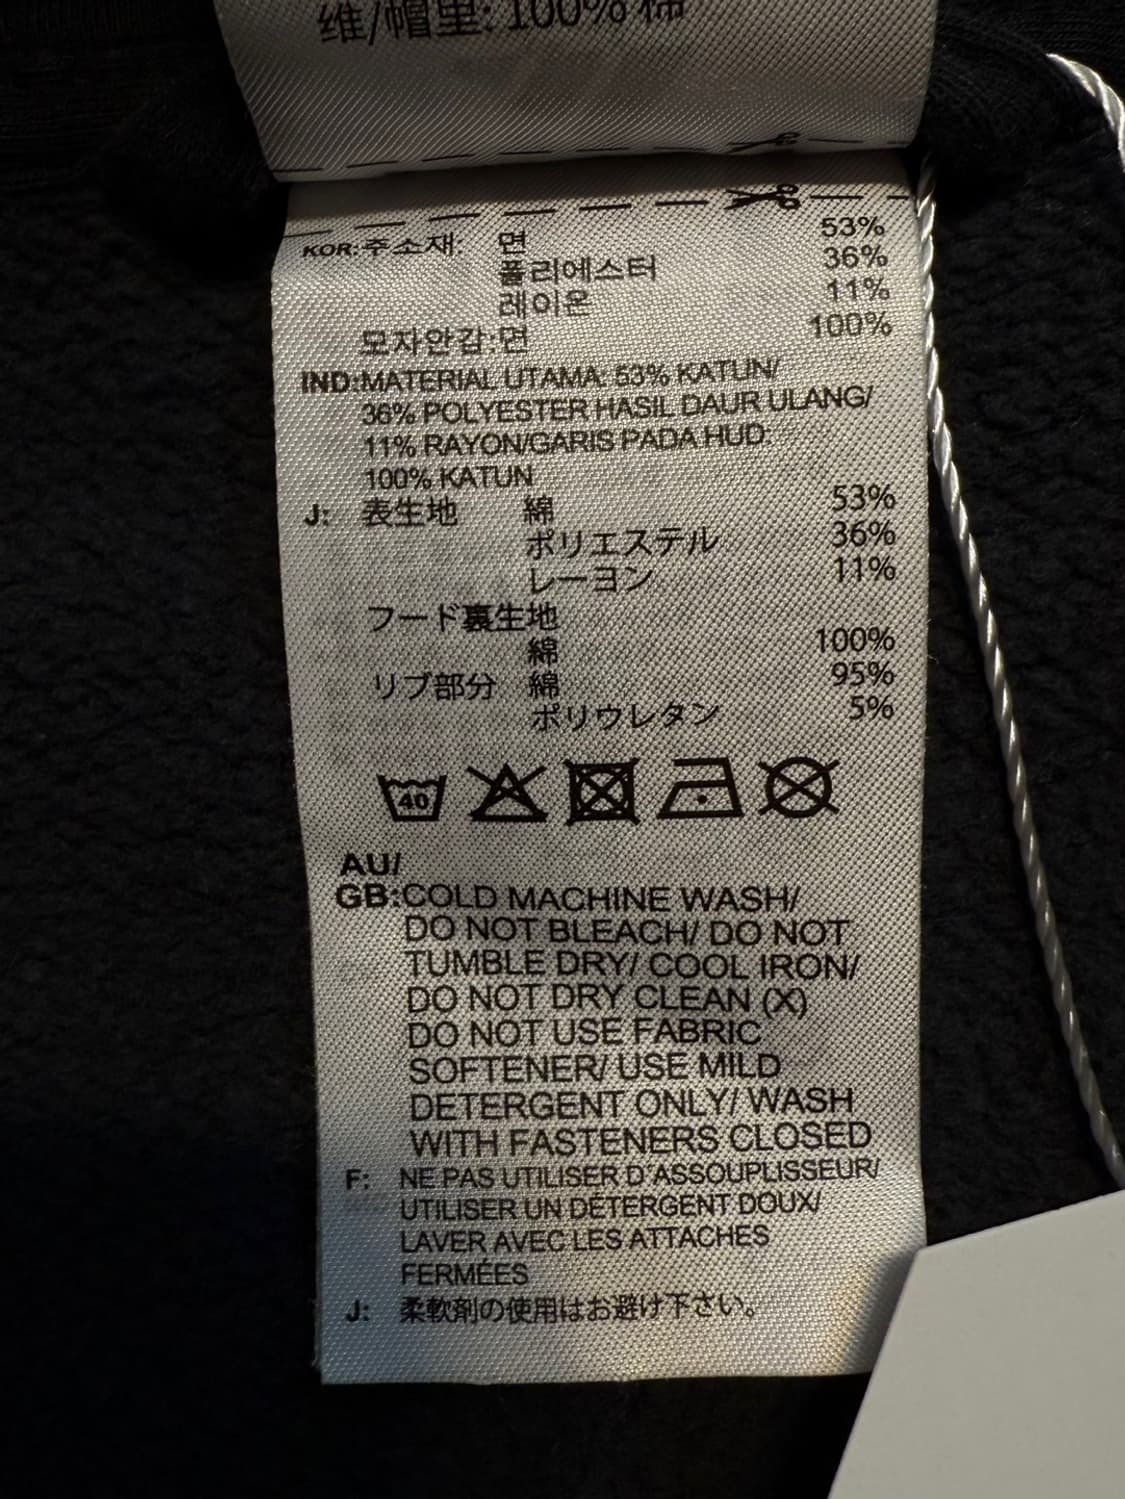 维/帽里: 100% 棉
KOR: 주소재: 면 53%
폴리에스터 36%
레이온 11%
모자안감: 면 100%
IND: MATERIAL UTAMA: 53% KATUN/
36% POLYESTER HASIL DAUR ULANG/
11% RAYON/GARIS PADA HUD:
100% KATUN
J: 表生地 綿 53%
ポリエステル 36%
レーヨン 11%
フード裏生地
綿 100%
リブ部分 綿 95%
ポリウレタン 5%
40
AU/
GB: COLD MACHINE WASH/
DO NOT BLEACH/ DO NOT
TUMBLE DRY/ COOL IRON/
DO NOT DRY CLEAN (X)
DO NOT USE FABRIC
SOFTENER/ USE MILD
DETERGENT ONLY/ WASH
WITH FASTENERS CLOSED
F: NE PAS UTILISER D'ASSOUPLISSEUR/
UTILISER UN DÉTERGENT DOUX/
LAVER AVEC LES ATTACHES
FERMÉES
J: 柔軟剤の使用はお避け下さい。